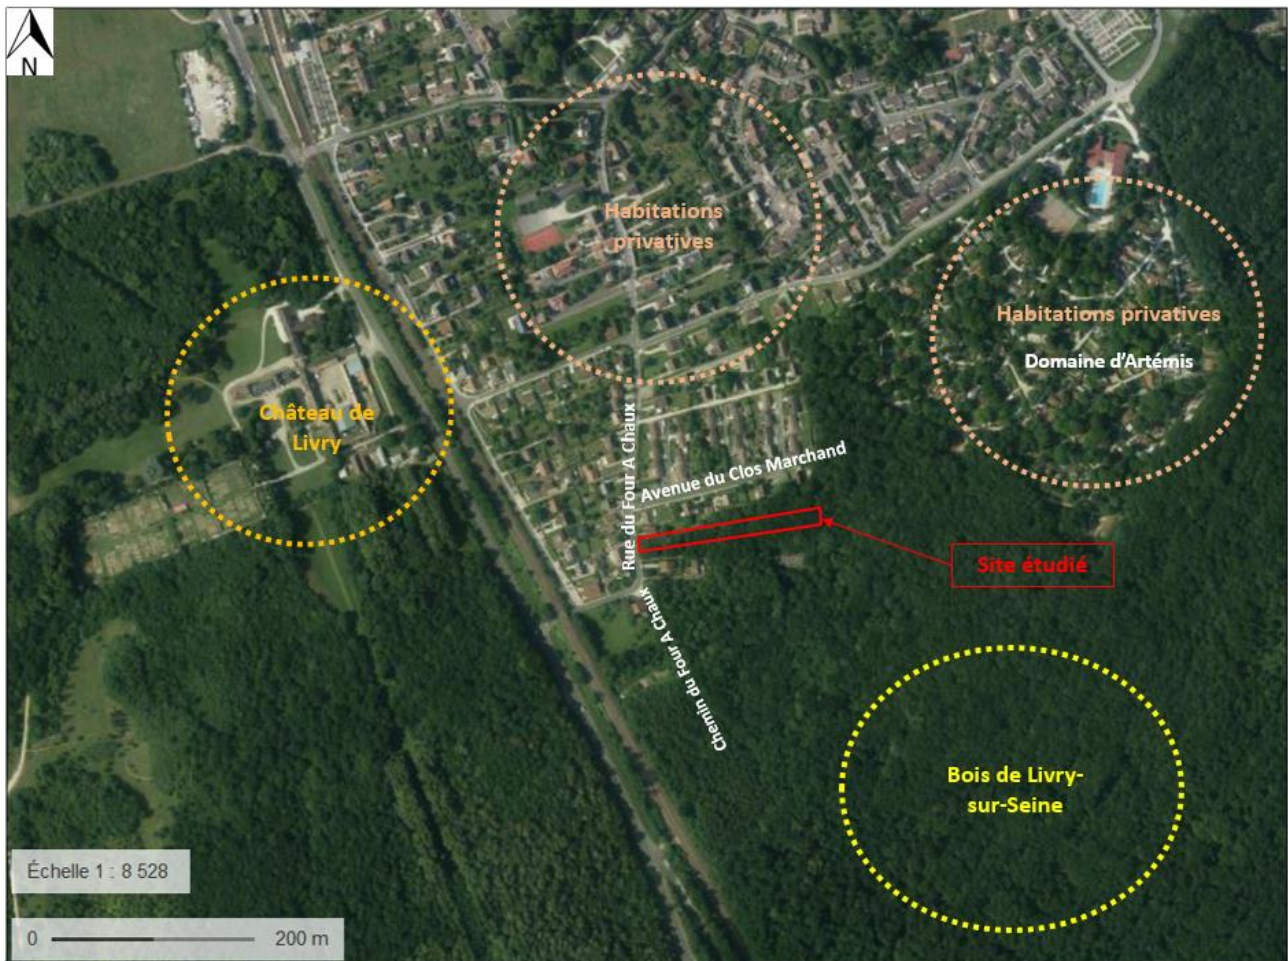 N
Habitations
privatives
Habitations privatives
Domaine d'Artémis
Château de
Livry
Rue du Four A Chaux
Avenue du Clos Marchand
Site étudié
Chemin du Four A Chaux
Bois de Livry-
sur-Seine
Échelle 1 : 8 528
0 200 m